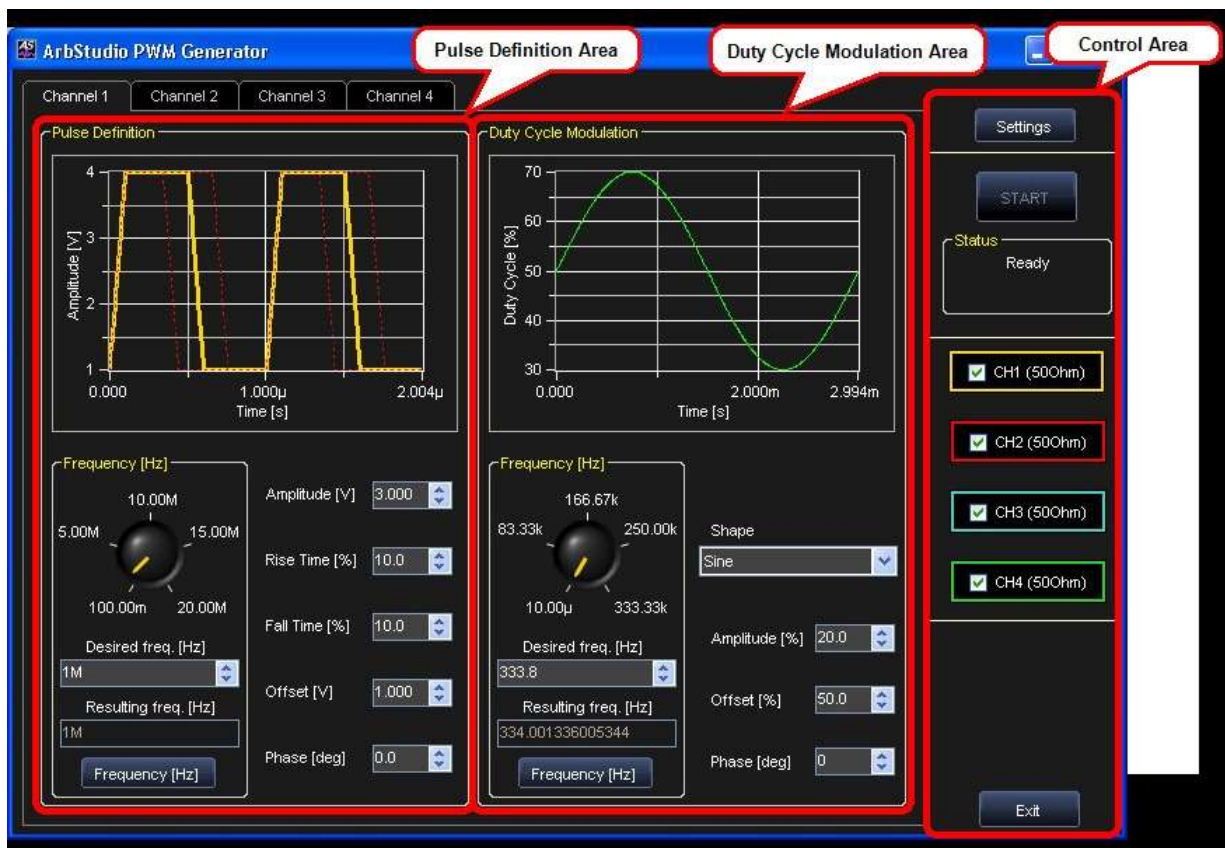 ArbStudio PWM Generator
Pulse Definition Area
Duty Cycle Modulation Area
Control Area
Channel 1
Channel 2
Channel 3
Channel 4
Pulse Definition
4
3
2
1
Amplitude [V]
0.000
1.000µ
2.004µ
Time [s]
Frequency [Hz]
10.00M
5.00M
15.00M
100.00m
20.00M
Desired freq. [Hz]
1M
Resulting freq. [Hz]
1M
Frequency [Hz]
Amplitude [V]
3.000
Rise Time [%]
10.0
Fall Time [%]
10.0
Offset [V]
1.000
Phase [deg]
0.0
Duty Cycle Modulation
70
60
50
40
30
Duty Cycle [%]
0.000
2.000m
2.994m
Time [s]
Frequency [Hz]
166.67k
83.33k
250.00k
10.00µ
333.33k
Desired freq. [Hz]
333.8
Resulting freq. [Hz]
334.001336005344
Frequency [Hz]
Shape
Sine
Amplitude [%]
20.0
Offset [%]
50.0
Phase [deg]
0
Settings
START
Status
Ready
CH1 (50Ohm)
CH2 (50Ohm)
CH3 (50Ohm)
CH4 (50Ohm)
Exit